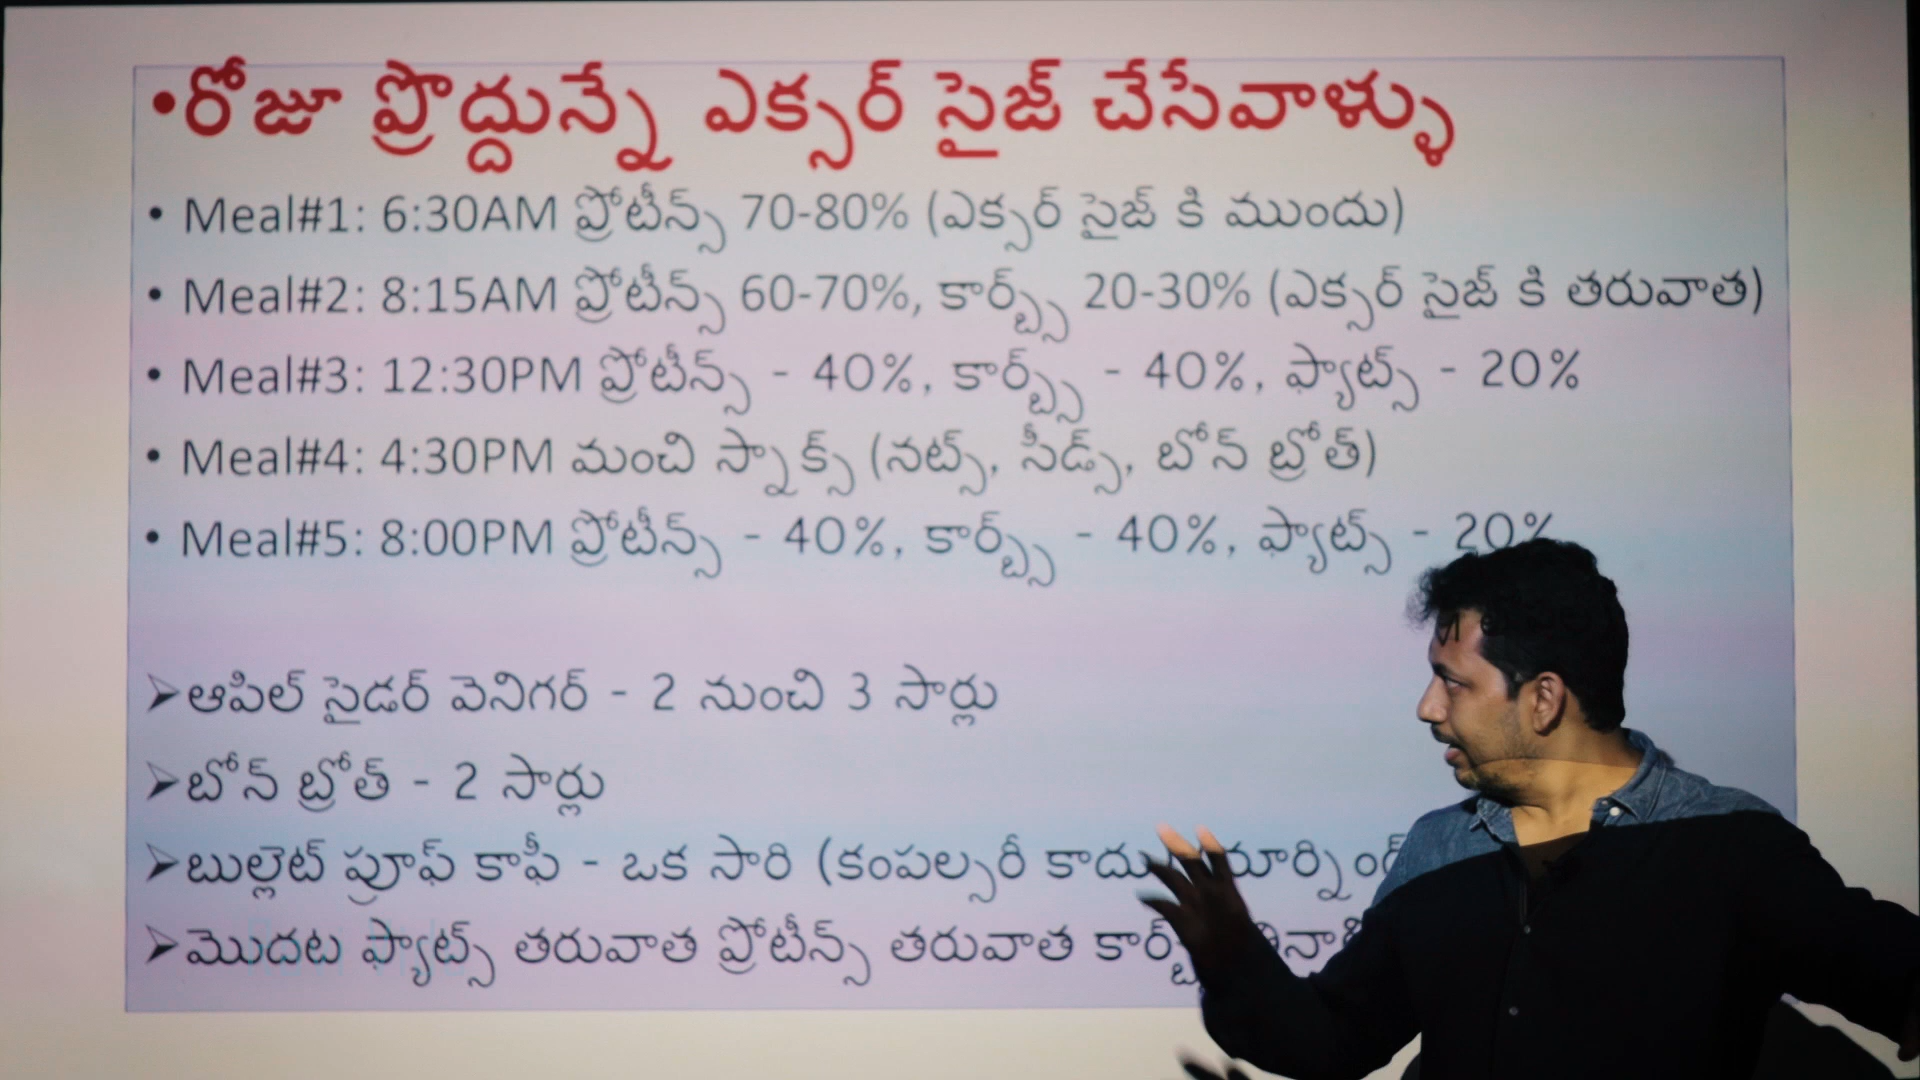 •రోజూ ప్రొద్దున్నే ఎక్సర్ సైజ్ చేసేవాళ్ళు
• Meal#1: 6:30AM ప్రోటీన్స్ 70-80% (ఎక్సర్ సైజ్ కి ముందు)
• Meal#2: 8:15AM ప్రోటీన్స్ 60-70%, కార్బ్స్ 20-30% (ఎక్సర్ సైజ్ కి తరువాత)
• Meal#3: 12:30PM ప్రోటీన్స్ - 40%, కార్బ్స్ - 40%, ఫ్యాట్స్ - 20%
• Meal#4: 4:30PM మంచి స్నాక్స్ (నట్స్, సీడ్స్, బోన్ బ్రోత్)
• Meal#5: 8:00PM ప్రోటీన్స్ - 40%, కార్బ్స్ - 40%, ఫ్యాట్స్ - 20%
➢ఆపిల్ సైడర్ వెనిగర్ - 2 నుంచి 3 సార్లు
➢బోన్ బ్రోత్ - 2 సార్లు
➢బుల్లెట్ ప్రూఫ్ కాఫీ - ఒక సారి (కంపల్సరీ కాదు
➢మొదట ఫ్యాట్స్ తరువాత ప్రోటీన్స్ తరువాత